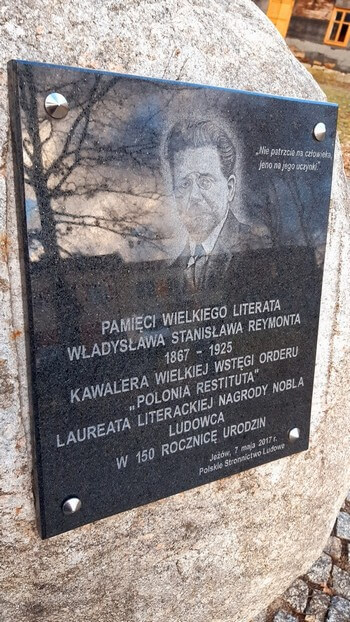 „Nie patrzcie na człowieka,
jeno na jego uczynki"
PAMIĘCI WIELKIEGO LITERATA
WŁADYSŁAWA STANISŁAWA REYMONTA
1867 - 1925
KAWALERA WIELKIEJ WSTĘGI ORDERU
„POLONIA RESTITUTA"
LAUREATA LITERACKIEJ NAGRODY NOBLA
LUDOWCA
W 150 ROCZNICĘ URODZIN
Jeżów, 7 maja 2017 r.
Polskie Stronnictwo Ludowe